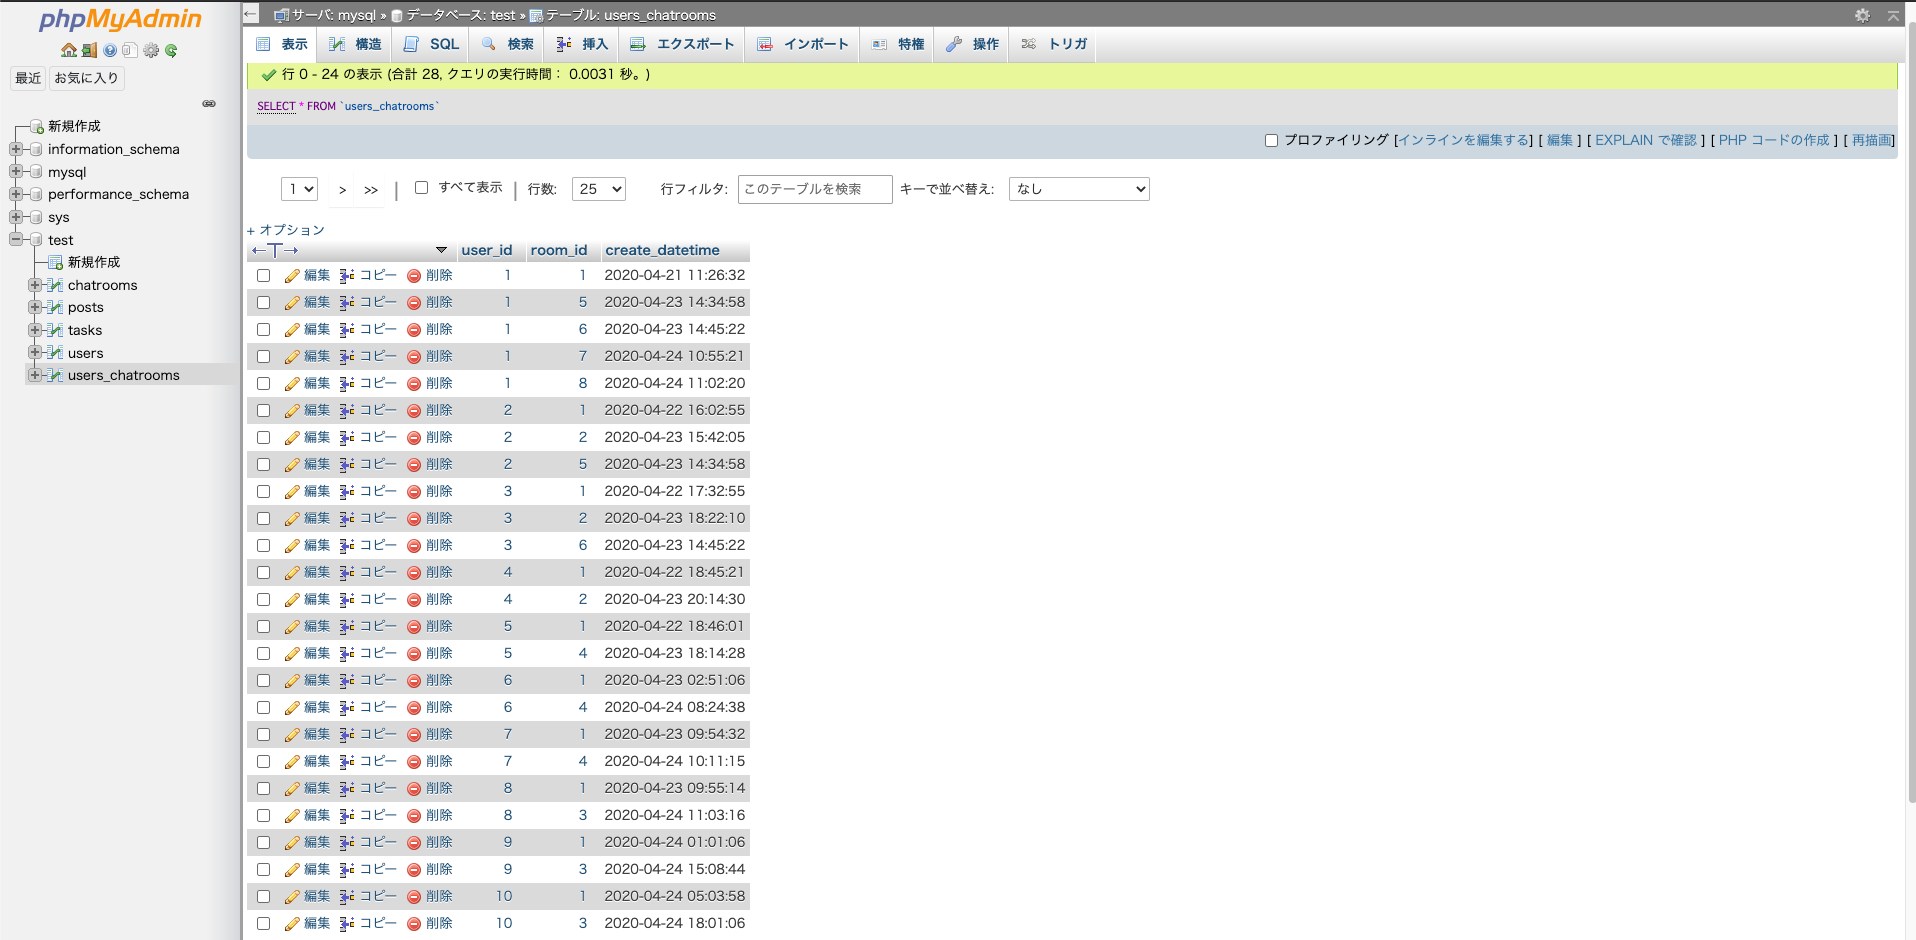 phpMyAdmin
最近 お気に入り
新規作成
information_schema
mysql
performance_schema
sys
test
新規作成
chatrooms
posts
tasks
users
users_chatrooms
サーバ: mysql » データベース: test » テーブル: users_chatrooms
表示 構造 SQL 検索 挿入 エクスポート インポート 特権 操作 トリガ
行 0 - 24 の表示 (合計 28, クエリの実行時間： 0.0031 秒。)
SELECT * FROM `users_chatrooms`
プロファイリング [インラインを編集する] [ 編集 ] [ EXPLAIN で確認 ] [ PHP コードの作成 ] [ 再描画]
1 > >> | すべて表示 | 行数: 25 行フィルタ: このテーブルを検索 キーで並べ替え: なし
+ オプション
←T→ user_id room_id create_datetime
編集 コピー 削除 1 1 2020-04-21 11:26:32
編集 コピー 削除 1 5 2020-04-23 14:34:58
編集 コピー 削除 1 6 2020-04-23 14:45:22
編集 コピー 削除 1 7 2020-04-24 10:55:21
編集 コピー 削除 1 8 2020-04-24 11:02:20
編集 コピー 削除 2 1 2020-04-22 16:02:55
編集 コピー 削除 2 2 2020-04-23 15:42:05
編集 コピー 削除 2 5 2020-04-23 14:34:58
編集 コピー 削除 3 1 2020-04-22 17:32:55
編集 コピー 削除 3 2 2020-04-23 18:22:10
編集 コピー 削除 3 6 2020-04-23 14:45:22
編集 コピー 削除 4 1 2020-04-22 18:45:21
編集 コピー 削除 4 2 2020-04-23 20:14:30
編集 コピー 削除 5 1 2020-04-22 18:46:01
編集 コピー 削除 5 4 2020-04-23 18:14:28
編集 コピー 削除 6 1 2020-04-23 02:51:06
編集 コピー 削除 6 4 2020-04-24 08:24:38
編集 コピー 削除 7 1 2020-04-23 09:54:32
編集 コピー 削除 7 4 2020-04-24 10:11:15
編集 コピー 削除 8 1 2020-04-23 09:55:14
編集 コピー 削除 8 3 2020-04-24 11:03:16
編集 コピー 削除 9 1 2020-04-24 01:01:06
編集 コピー 削除 9 3 2020-04-24 15:08:44
編集 コピー 削除 10 1 2020-04-24 05:03:58
編集 コピー 削除 10 3 2020-04-24 18:01:06